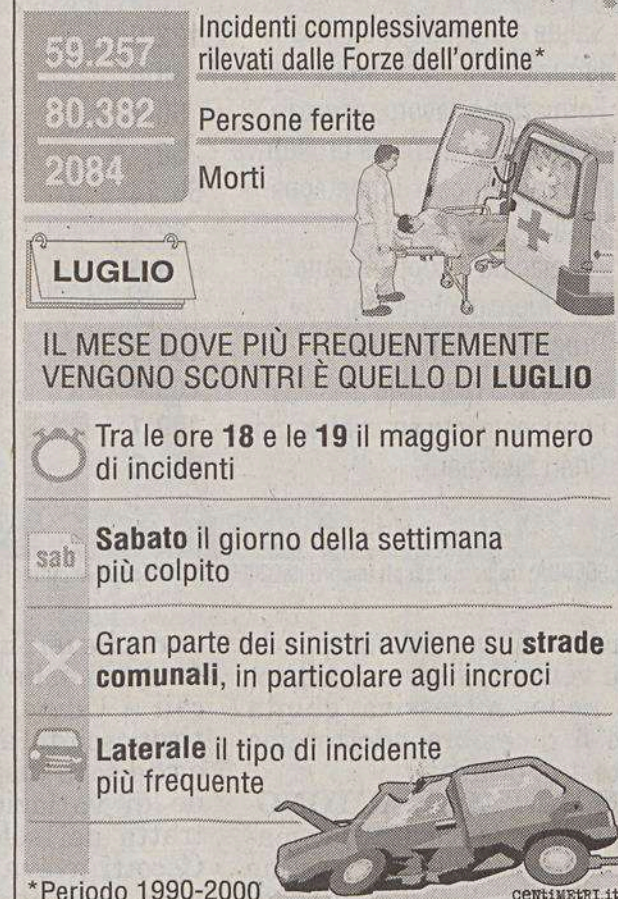 59.257
Incidenti complessivamente
rilevati dalle Forze dell'ordine*
80.382
Persone ferite
2084
Morti
LUGLIO
IL MESE DOVE PIÙ FREQUENTEMENTE
VENGONO SCONTRI È QUELLO DI LUGLIO
Tra le ore 18 e le 19 il maggior numero
di incidenti
sab
Sabato il giorno della settimana
più colpito
Gran parte dei sinistri avviene su strade
comunali, in particolare agli incroci
Laterale il tipo di incidente
più frequente
*Periodo 1990-2000
CENTIMETRI.it